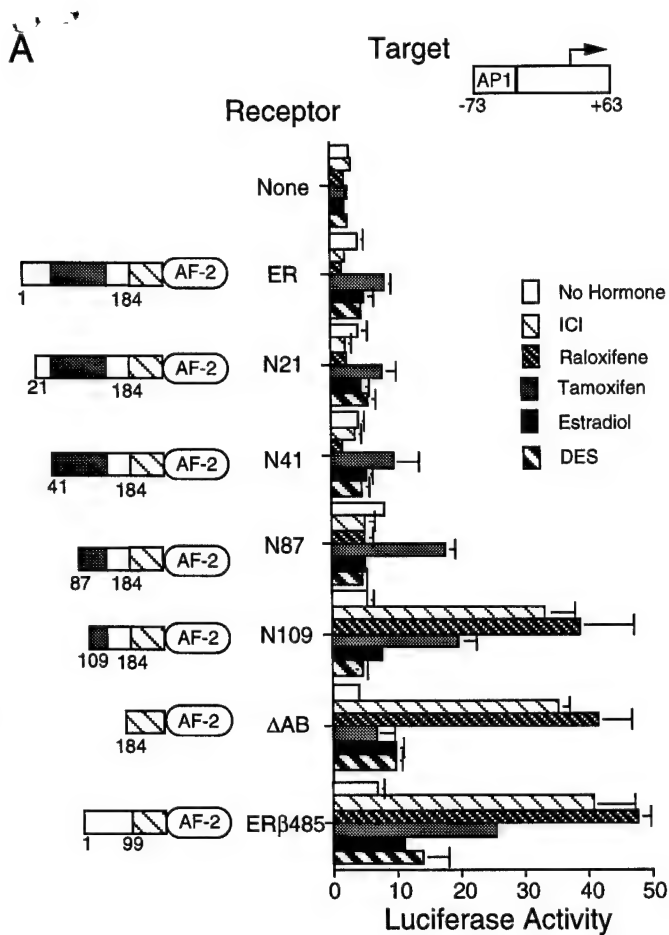 A
Target
AP1
-73 +63
Receptor
None
AF-2
1 184
ER
AF-2
21 184
N21
AF-2
41 184
N41
AF-2
87 184
N87
AF-2
109 184
N109
AF-2
184
ΔAB
AF-2
1 99
ERβ485
No Hormone
ICI
Raloxifene
Tamoxifen
Estradiol
DES
0 10 20 30 40 50
Luciferase Activity